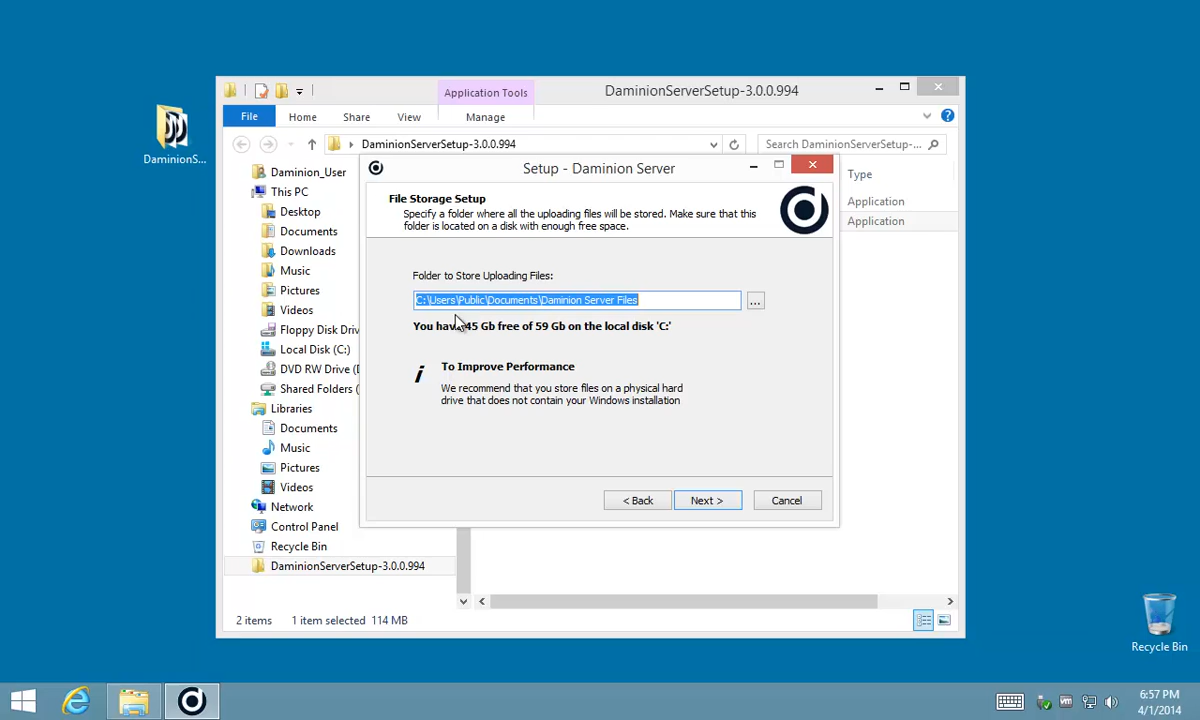 DaminionS...
Application Tools
DaminionServerSetup-3.0.0.994
File
Home
Share
View
Manage
DaminionServerSetup-3.0.0.994
Search DaminionServerSetup-...
Daminion_User
This PC
Desktop
Documents
Downloads
Music
Pictures
Videos
Floppy Disk Driv
Local Disk (C:)
DVD RW Drive (
Shared Folders (
Libraries
Documents
Music
Pictures
Videos
Network
Control Panel
Recycle Bin
DaminionServerSetup-3.0.0.994
Type
Application
Application
Setup - Daminion Server
File Storage Setup
Specify a folder where all the uploading files will be stored. Make sure that this
folder is located on a disk with enough free space.
Folder to Store Uploading Files:
C:\Users\Public\Documents\Daminion Server Files
...
You have 45 Gb free of 59 Gb on the local disk 'C:'
To Improve Performance
We recommend that you store files on a physical hard
drive that does not contain your Windows installation
< Back
Next >
Cancel
2 items
1 item selected 114 MB
Recycle Bin
6:57 PM
4/1/2014